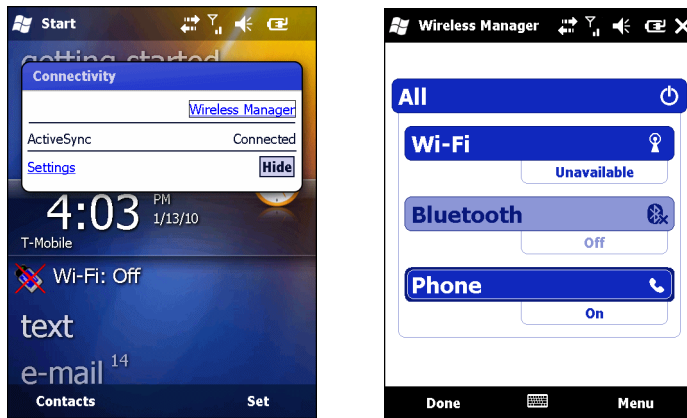 Start
getting started
Connectivity
Wireless Manager
ActiveSync Connected
Settings Hide
4:03 PM
1/13/10
T-Mobile
Wi-Fi: Off
text
e-mail 14
Contacts Set
Wireless Manager
All
Wi-Fi
Unavailable
Bluetooth
Off
Phone
On
Done Menu